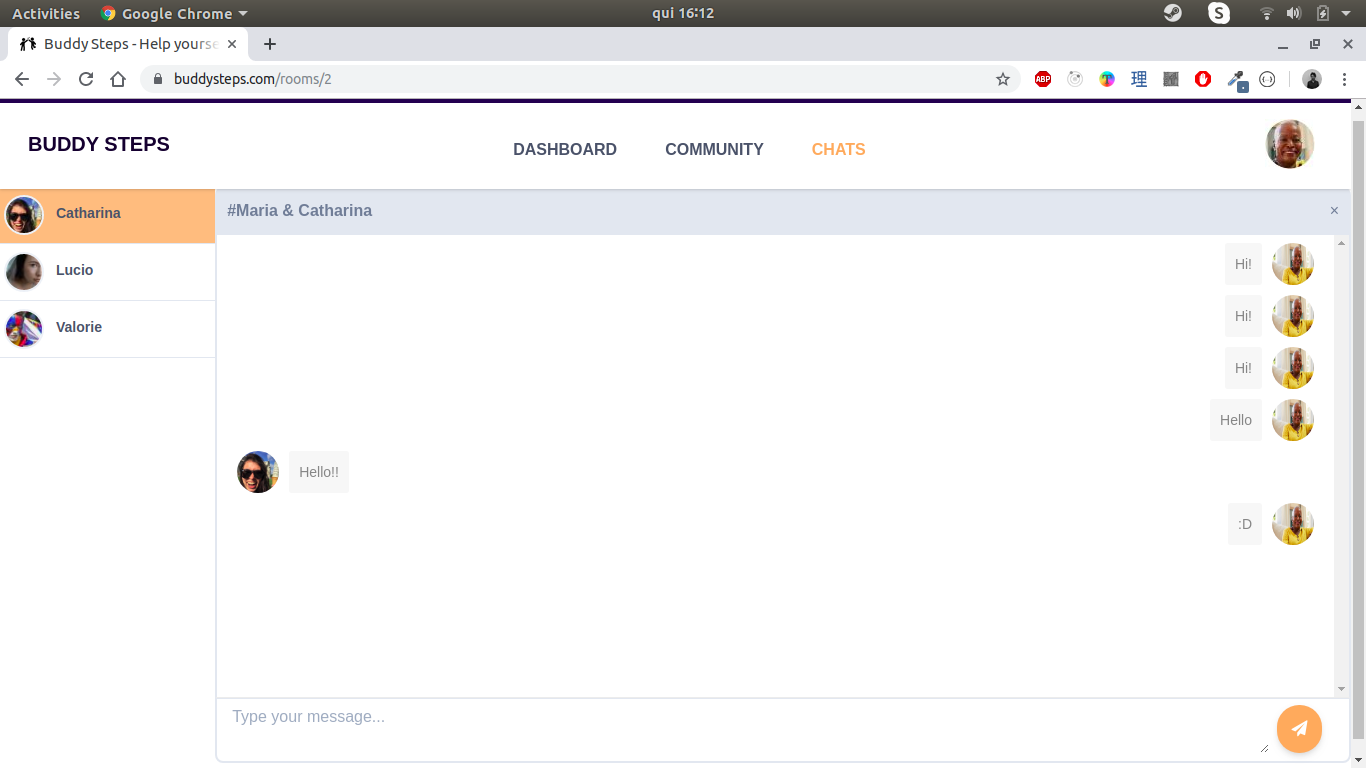 Activities Google Chrome qui 16:12
Buddy Steps - Help yourse
buddysteps.com/rooms/2
ABP 理
BUDDY STEPS DASHBOARD COMMUNITY CHATS
Catharina
Lucio
Valorie
#Maria & Catharina ×
Hi!
Hi!
Hi!
Hello
Hello!!
:D
Type your message...